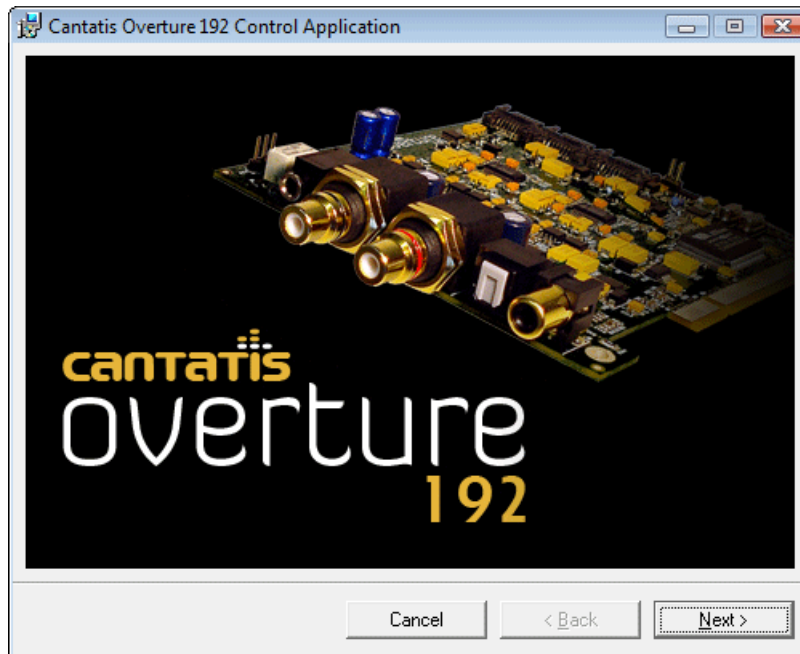 Cantatis Overture 192 Control Application
cantatis
overture
192
Cancel
< Back
Next >